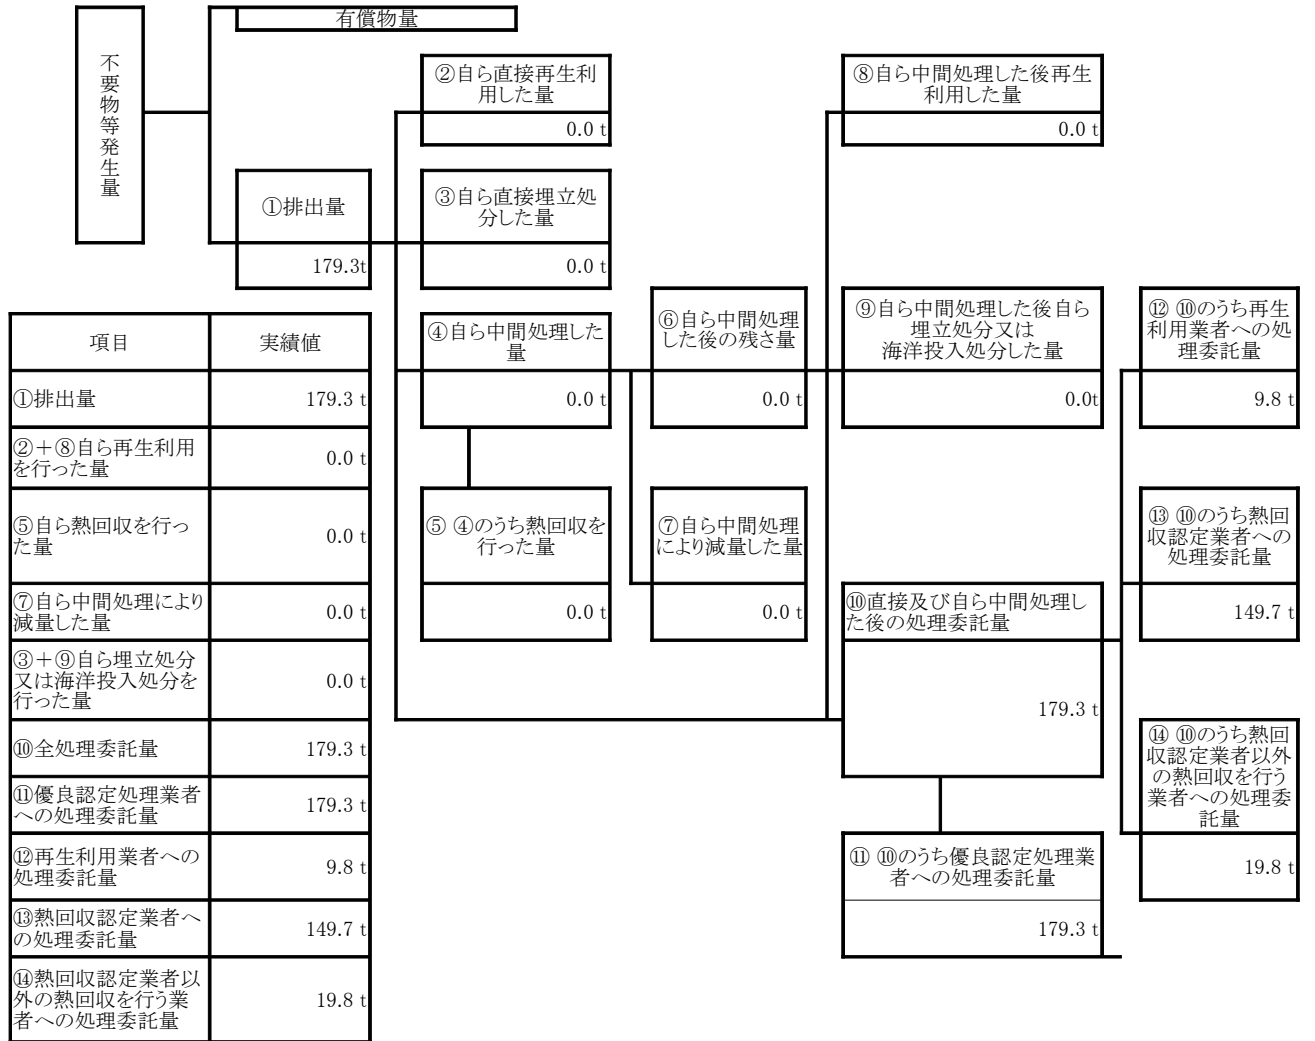 有償物量
不要物等発生量
②自ら直接再生利
用した量
0.0 t
⑧自ら中間処理した後再生
利用した量
0.0 t
①排出量
179.3t
③自ら直接埋立処
分した量
0.0 t
④自ら中間処理した
量
0.0 t
⑥自ら中間処理
した後の残さ量
0.0 t
⑨自ら中間処理した後自ら
埋立処分又は
海洋投入処分した量
0.0t
⑫ ⑩のうち再生
利用業者への処
理委託量
9.8 t
⑤ ④のうち熱回収を
行った量
0.0 t
⑦自ら中間処理
により減量した量
0.0 t
⑬ ⑩のうち熱回
収認定業者への
処理委託量
149.7 t
⑩直接及び自ら中間処理し
た後の処理委託量
179.3 t
⑭ ⑩のうち熱回
収認定業者以外
の熱回収を行う
業者への処理委
託量
19.8 t
⑪ ⑩のうち優良認定処理業
者への処理委託量
179.3 t
項目 実績値
①排出量 179.3 t
②＋⑧自ら再生利用
を行った量
0.0 t
⑤自ら熱回収を行っ
た量
0.0 t
⑦自ら中間処理により
減量した量
0.0 t
③＋⑨自ら埋立処分
又は海洋投入処分を
行った量
0.0 t
⑩全処理委託量 179.3 t
⑪優良認定処理業者
への処理委託量
179.3 t
⑫再生利用業者への
処理委託量
9.8 t
⑬熱回収認定業者へ
の処理委託量
149.7 t
⑭熱回収認定業者以
外の熱回収を行う業
者への処理委託量
19.8 t